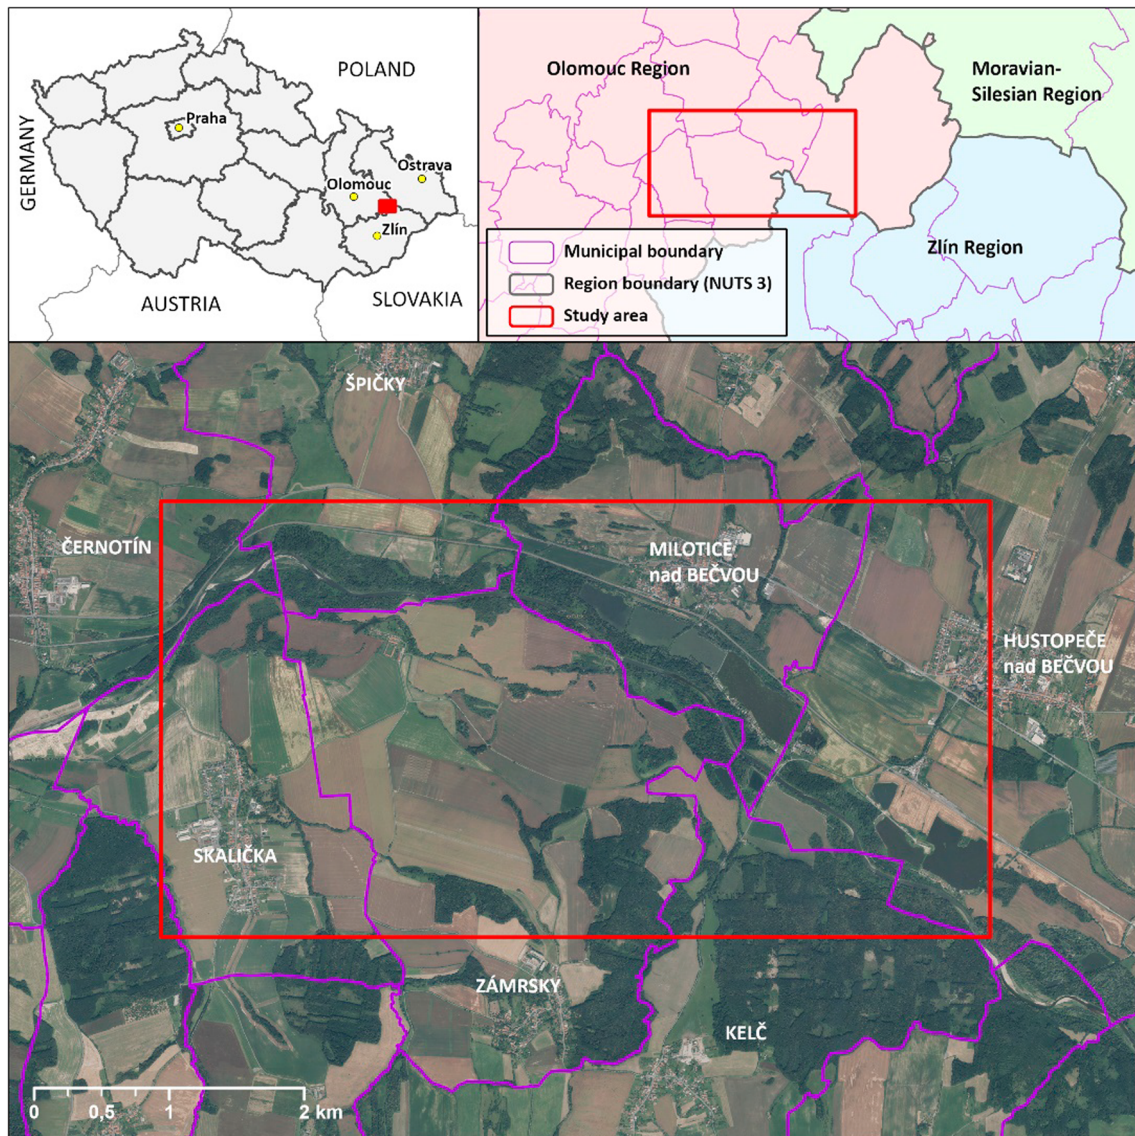 POLAND
GERMANY
Praha
Ostrava
Olomouc
Zlín
AUSTRIA
SLOVAKIA
Olomouc Region
Moravian-
Silesian Region
Zlín Region
Municipal boundary
Region boundary (NUTS 3)
Study area
ŠPIČKY
ČERNOTÍN
MILOTICE
nad BEČVOU
HUSTOPEČE
nad BEČVOU
SKALIČKA
ZÁMRSKY
KELČ
0 0,5 1 2 km